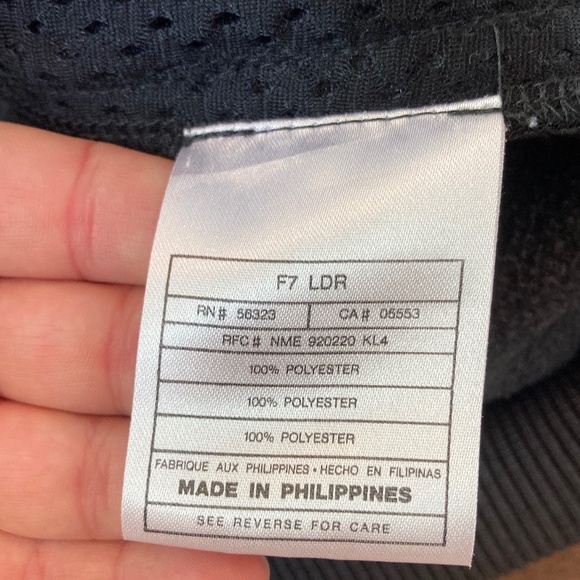 F7 LDR
RN# 56323 CA# 05553
RFC# NME 920220 KL4
100% POLYESTER
100% POLYESTER
100% POLYESTER
FABRIQUE AUX PHILIPPINES • HECHO EN FILIPINAS
MADE IN PHILIPPINES
SEE REVERSE FOR CARE